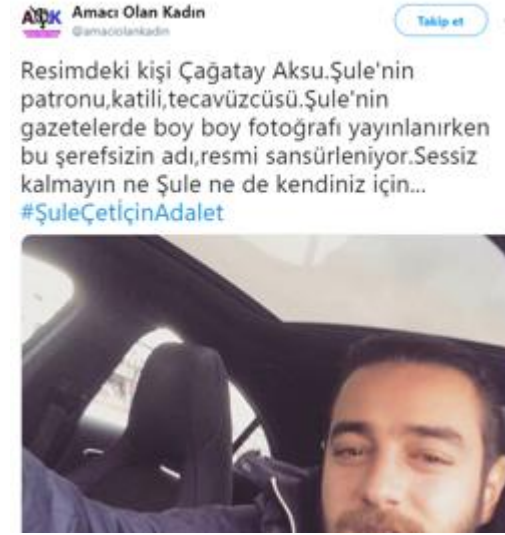 Amacı Olan Kadın
@amaciolankadin
Takip et
Resimdeki kişi Çağatay Aksu.Şule'nin
patronu,katili,tecavüzcüsü.Şule'nin
gazetelerde boy boy fotoğrafı yayınlanırken
bu şerefsizin adı,resmi sansürleniyor.Sessiz
kalmayın ne Şule ne de kendiniz için...
#ŞuleÇetİçinAdalet